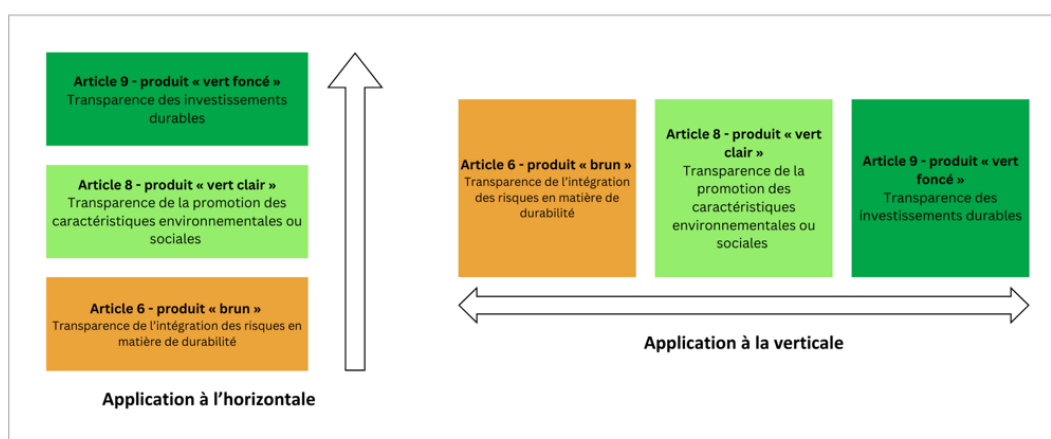 Article 9 - produit « vert foncé »
Transparence des investissements
durables
Article 8 - produit « vert clair »
Transparence de la promotion des
caractéristiques environnementales ou
sociales
Article 6 - produit « brun »
Transparence de l'intégration des risques en
matière de durabilité
Application à l'horizontale
Article 6 - produit « brun »
Transparence de l'intégration
des risques en matière de
durabilité
Article 8 - produit « vert
clair »
Transparence de la
promotion des
caractéristiques
environnementales ou
sociales
Article 9 - produit « vert
foncé »
Transparence des
investissements durables
Application à la verticale